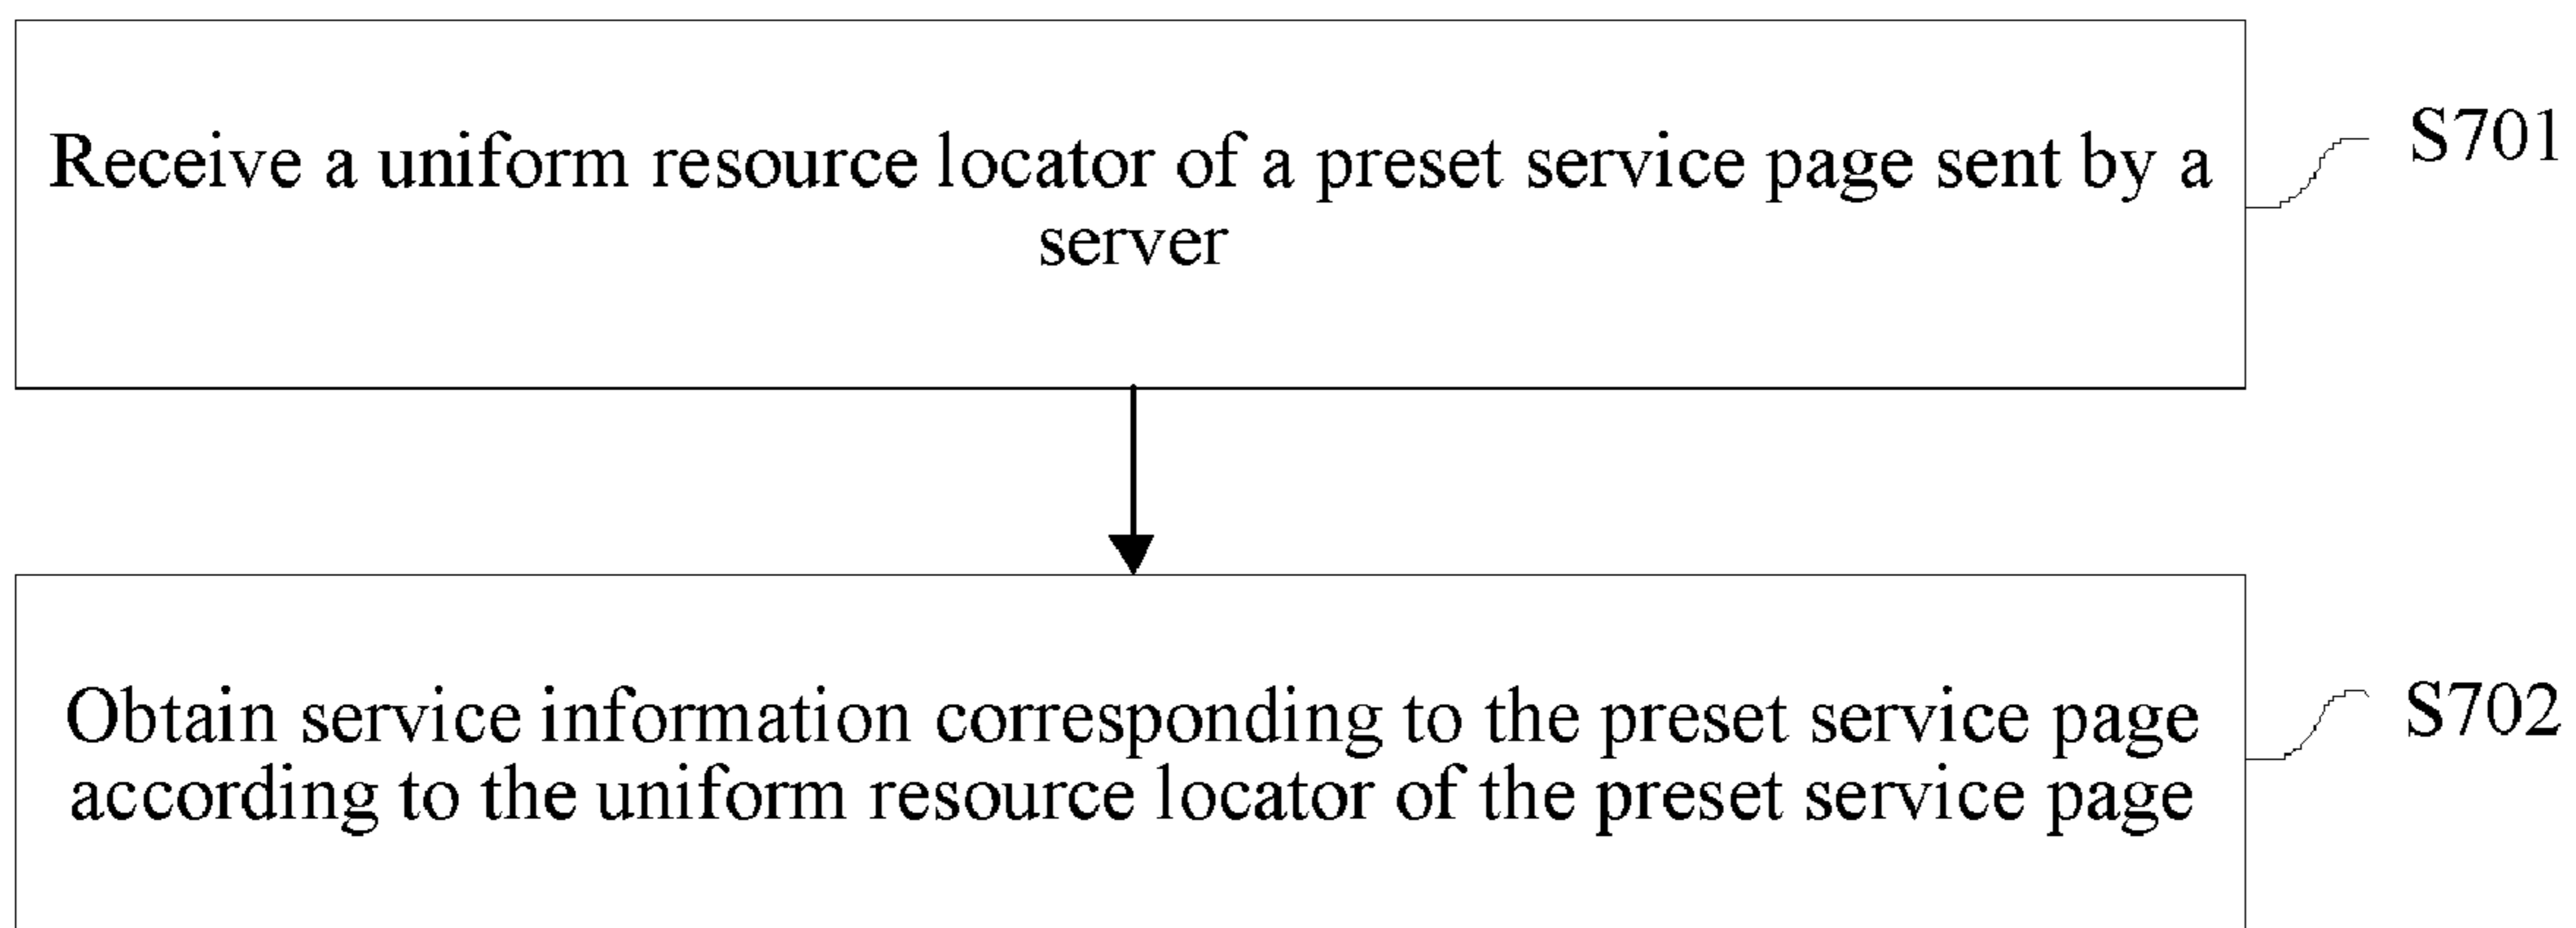 Receive a uniform resource locator of a preset service page sent by a
server
S701
Obtain service information corresponding to the preset service page
according to the uniform resource locator of the preset service page
S702